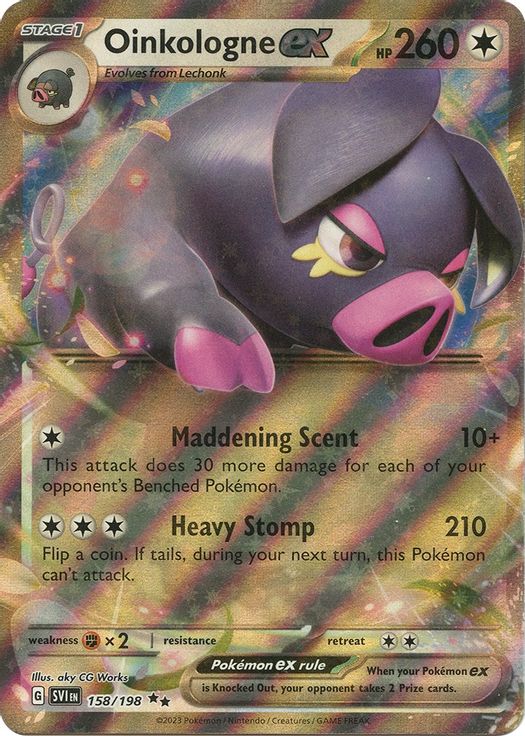 STAGE1 Oinkologne ex HP 260
Evolves from Lechonk
Maddening Scent 10+
This attack does 30 more damage for each of your
opponent's Benched Pokémon.
Heavy Stomp 210
Flip a coin. If tails, during your next turn, this Pokémon
can't attack.
weakness × 2 resistance retreat
Illus. aky CG Works
Pokémon ex rule When your Pokémon ex
is Knocked Out, your opponent takes 2 Prize cards.
G SVI EN 158/198
©2023 Pokémon / Nintendo / Creatures / GAME FREAK